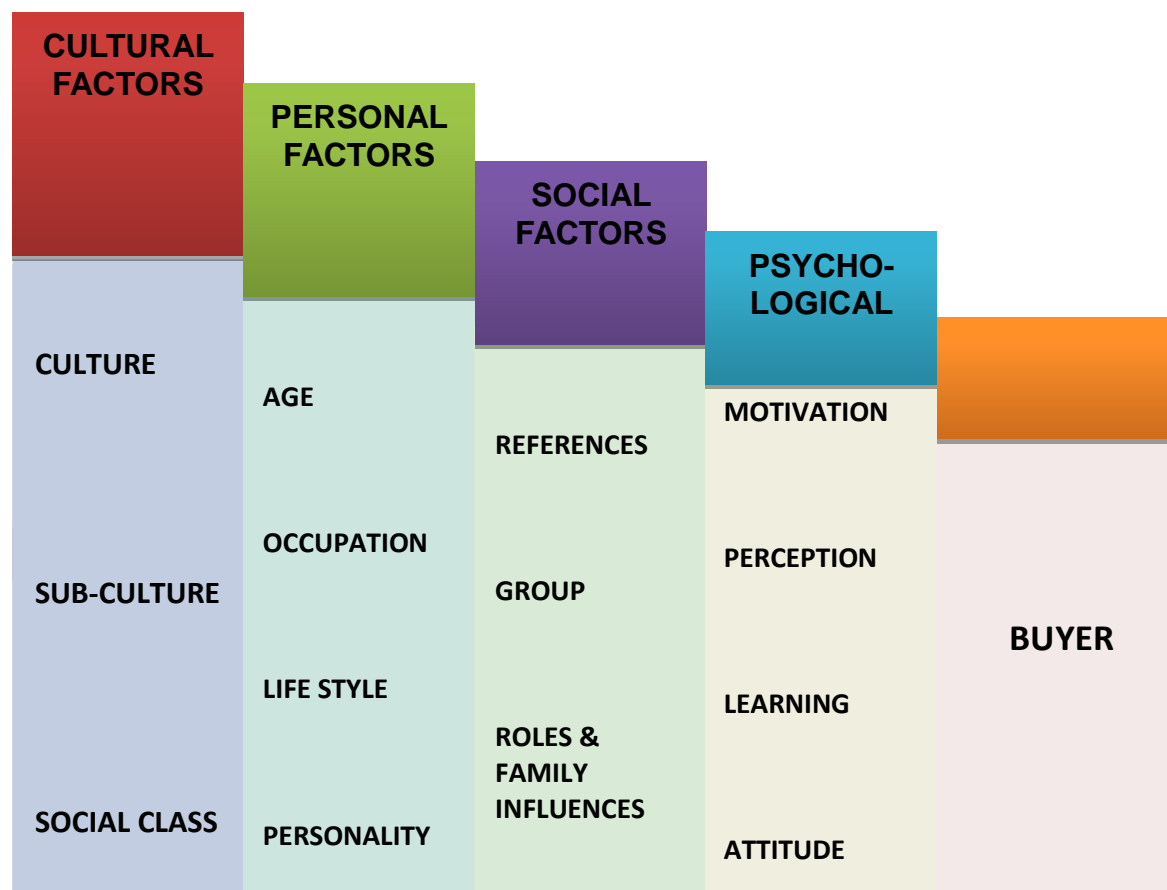 CULTURAL
FACTORS
CULTURE
SUB-CULTURE
SOCIAL CLASS
PERSONAL
FACTORS
AGE
OCCUPATION
LIFE STYLE
PERSONALITY
SOCIAL
FACTORS
REFERENCES
GROUP
ROLES &
FAMILY
INFLUENCES
PSYCHO-
LOGICAL
MOTIVATION
PERCEPTION
LEARNING
ATTITUDE
BUYER